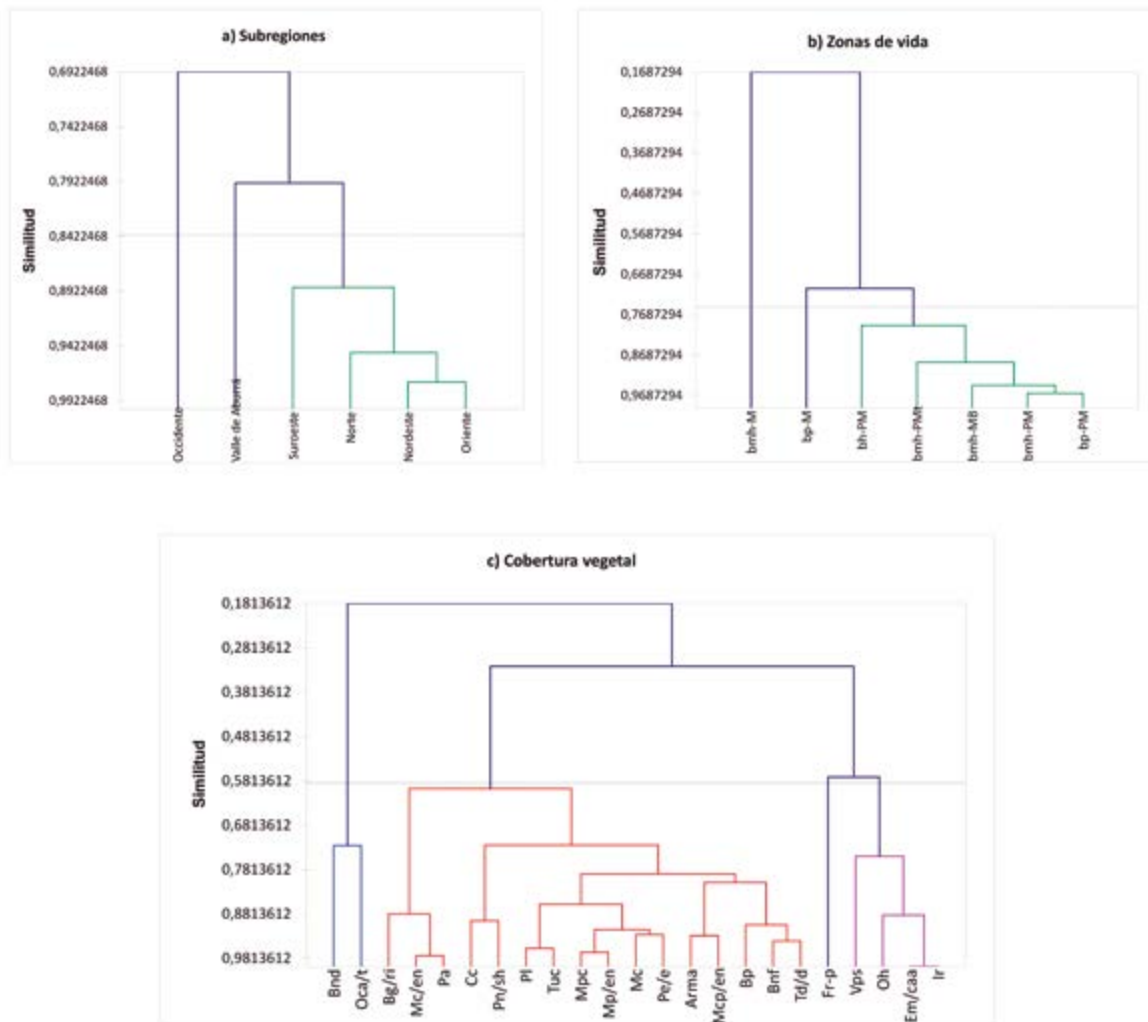 a) Subregiones
Similitud
0,6922468
0,7422468
0,7922468
0,8422468
0,8922468
0,9422468
0,9922468
Occidente
Valle de Aburrá
Suroeste
Norte
Nordeste
Oriente
b) Zonas de vida
Similitud
0,1687294
0,2687294
0,3687294
0,4687294
0,5687294
0,6687294
0,7687294
0,8687294
0,9687294
bmh-M
bp-M
bh-PM
bmh-PMt
bmh-MB
bmh-PM
bp-PM
c) Cobertura vegetal
Similitud
0,1813612
0,2813612
0,3813612
0,4813612
0,5813612
0,6813612
0,7813612
0,8813612
0,9813612
Bnd
Oca/t
Bg/ri
Mc/en
Pa
Cc
Pn/sh
Pl
Tuc
Mpc
Mp/en
Mc
Pe/e
Arma
Mcp/en
Bp
Bnf
Td/d
Fr-p
Vps
Oh
Em/caa
Ir